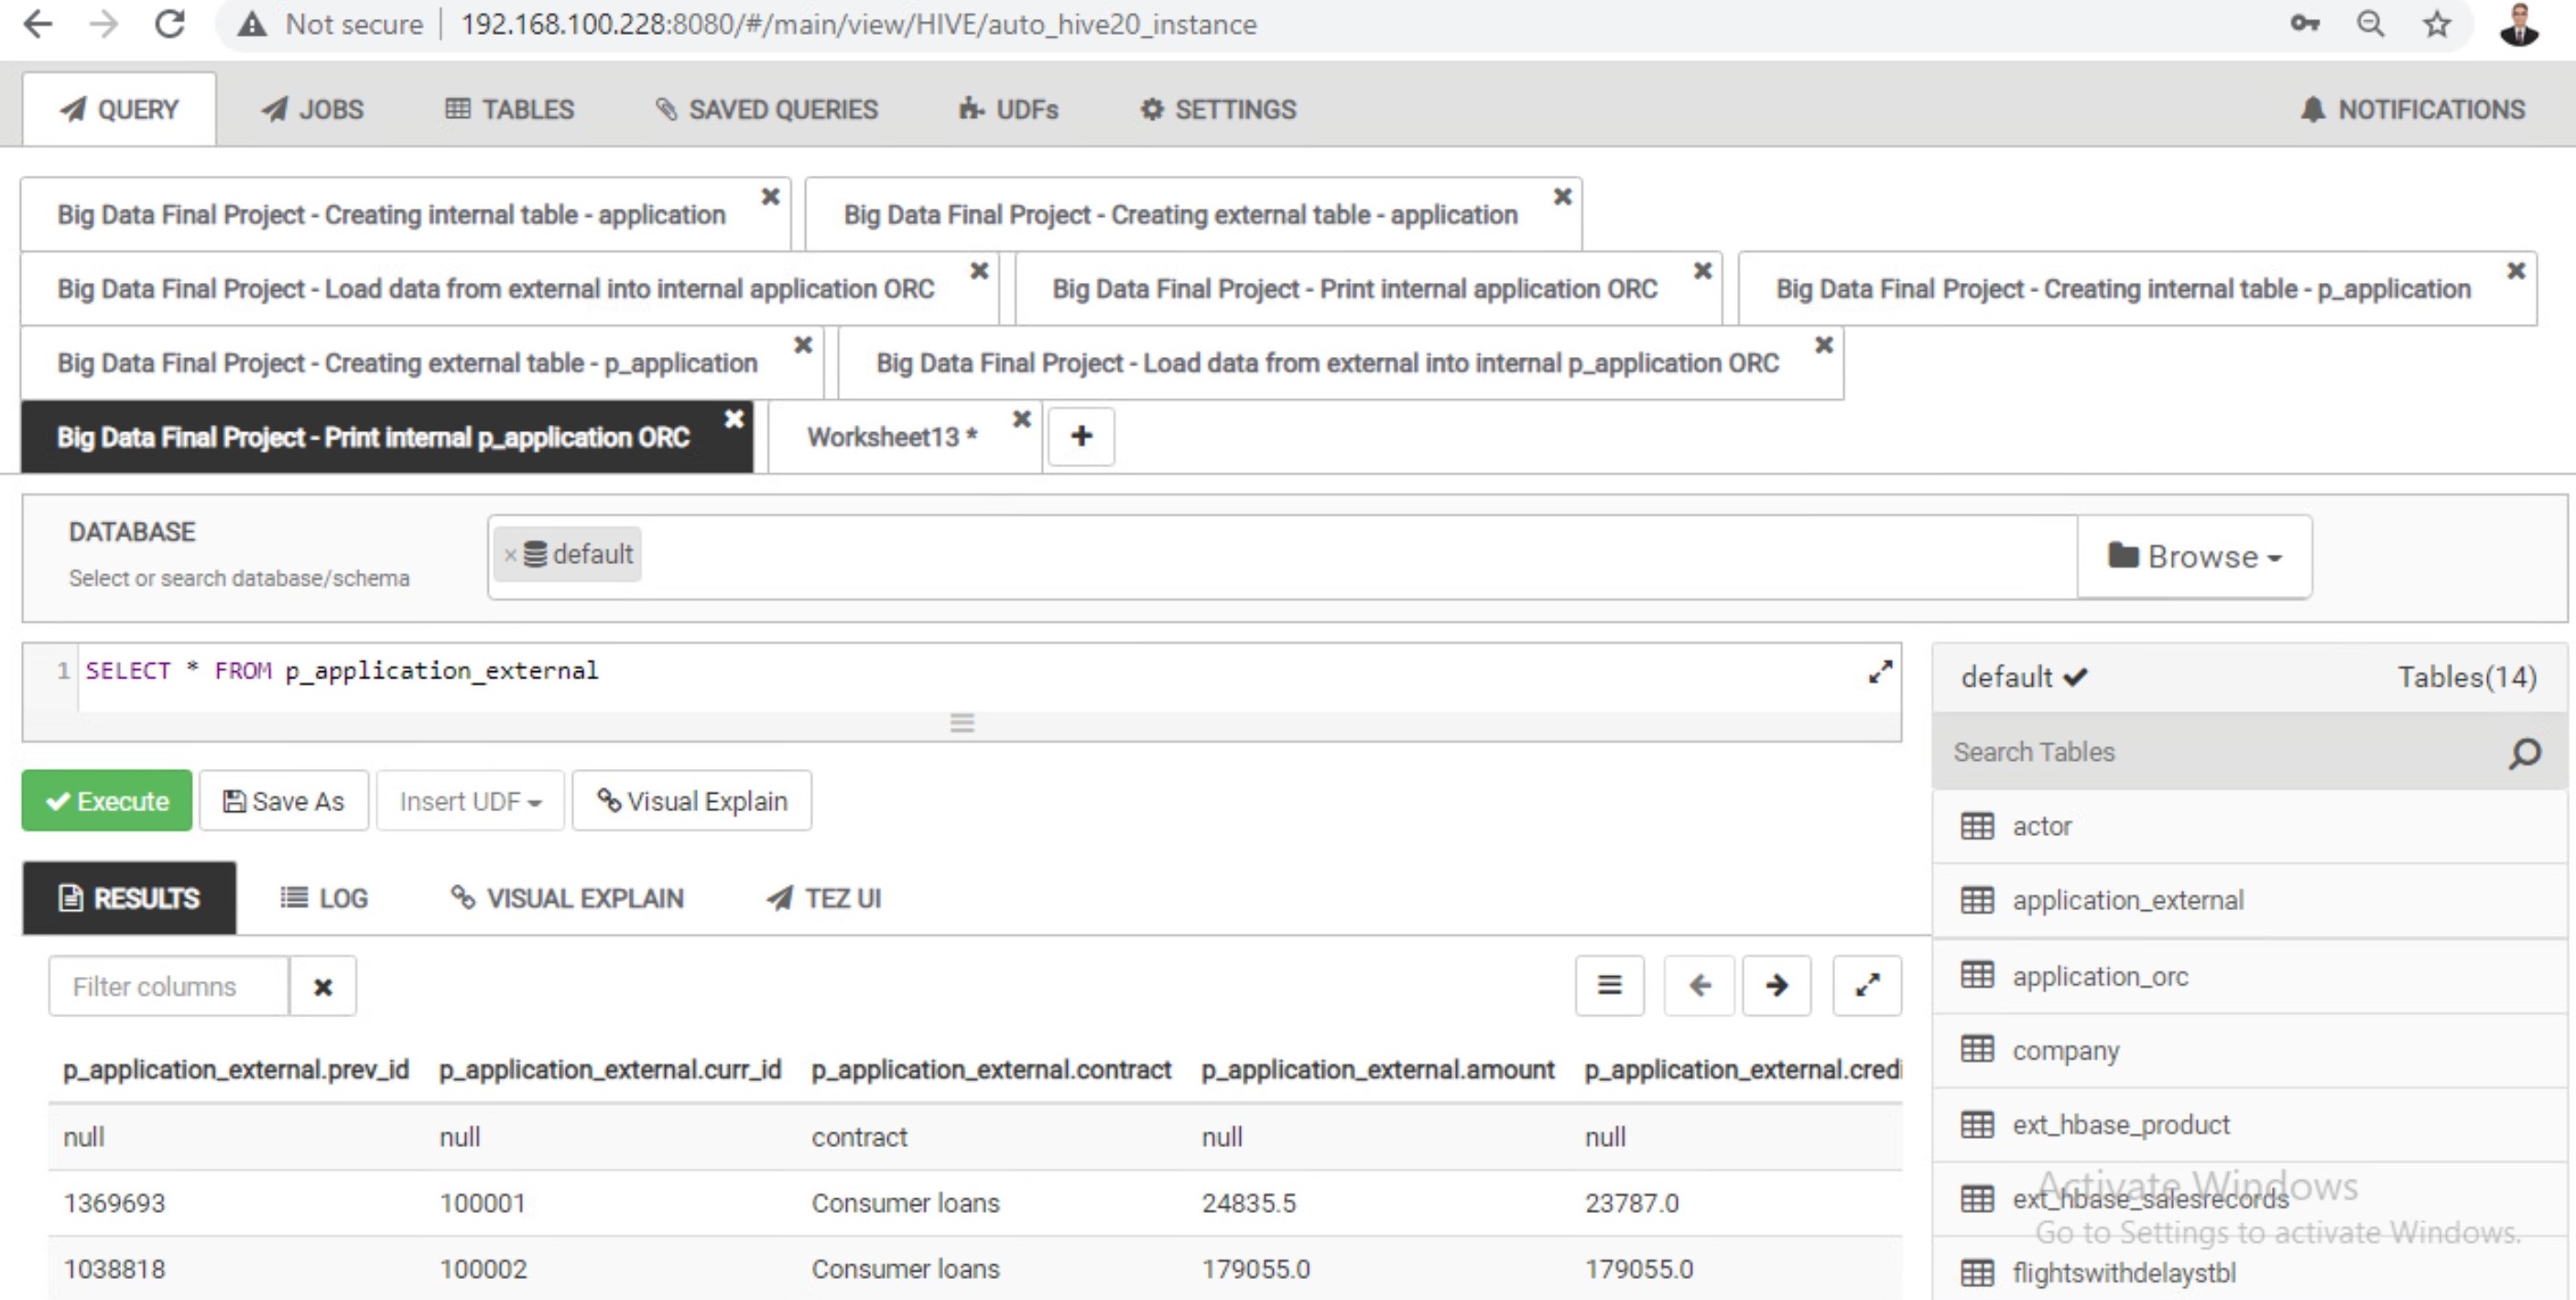 Not secure 192.168.100.228:8080/#/main/view/HIVE/auto_hive20_instance
QUERY JOBS TABLES SAVED QUERIES UDFs SETTINGS NOTIFICATIONS
Big Data Final Project - Creating internal table - application
Big Data Final Project - Creating external table - application
Big Data Final Project - Load data from external into internal application ORC
Big Data Final Project - Print internal application ORC
Big Data Final Project - Creating internal table - p_application
Big Data Final Project - Creating external table - p_application
Big Data Final Project - Load data from external into internal p_application ORC
Big Data Final Project - Print internal p_application ORC
Worksheet13 *
DATABASE
Select or search database/schema
default
Browse
1 SELECT * FROM p_application_external
Execute Save As Insert UDF Visual Explain
RESULTS LOG VISUAL EXPLAIN TEZ UI
Filter columns
p_application_external.prev_id p_application_external.curr_id p_application_external.contract p_application_external.amount p_application_external.credi
null null contract null null
1369693 100001 Consumer loans 24835.5 23787.0
1038818 100002 Consumer loans 179055.0 179055.0
default Tables(14)
Search Tables
actor
application_external
application_orc
company
ext_hbase_product
ext_hbase_salesrecords
flightswithdelaystbl
Activate Windows
Go to Settings to activate Windows.